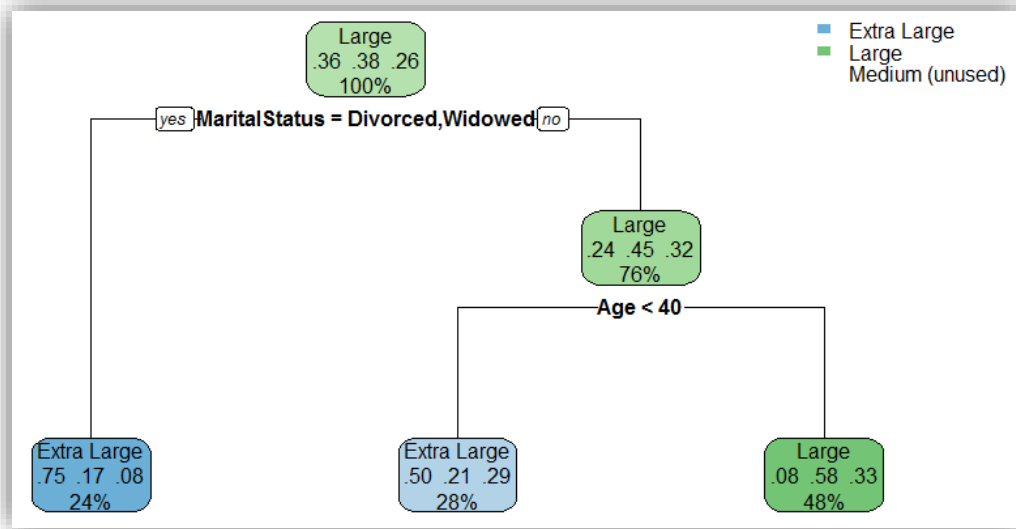 Large
.36 .38 .26
100%
Extra Large
Large
Medium (unused)
yes MaritalStatus = Divorced,Widowed no
Large
.24 .45 .32
76%
Age < 40
Extra Large
.75 .17 .08
24%
Extra Large
.50 .21 .29
28%
Large
.08 .58 .33
48%